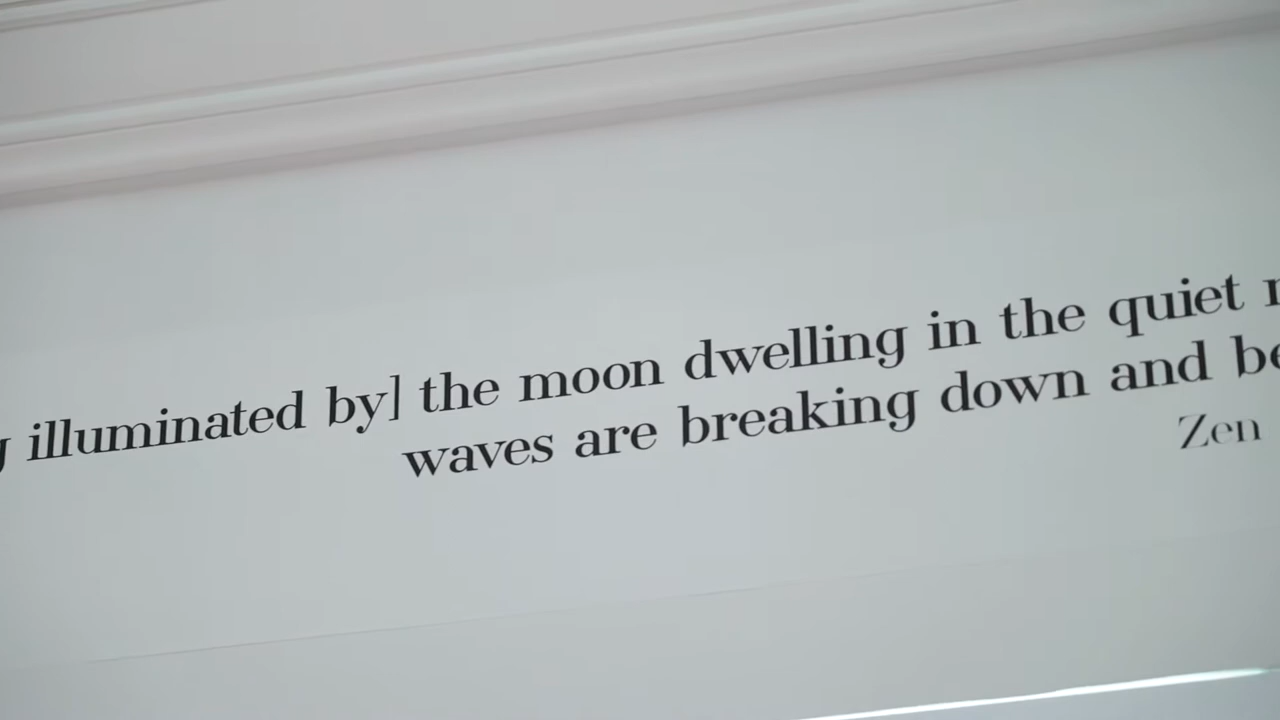 illuminated by] the moon dwelling in the quiet
waves are breaking down and
Zen